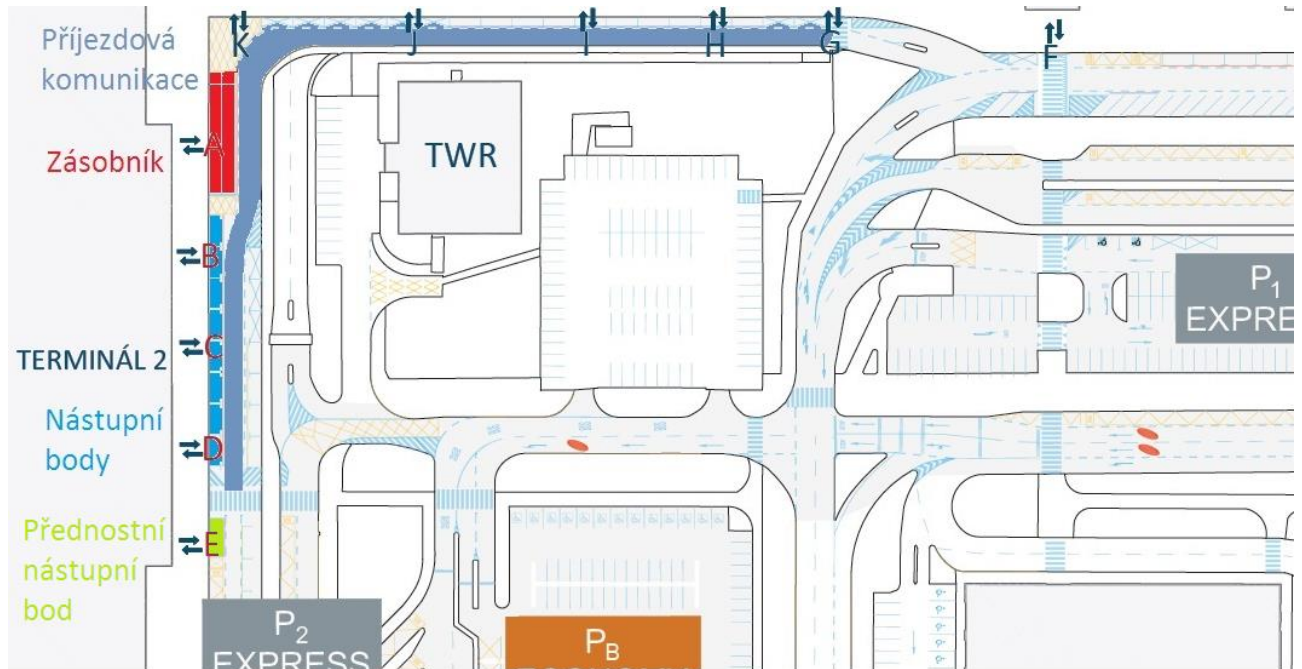 Příjezdová
komunikace
K
J
I
H
G
F
Zásobník
A
TWR
B
P1
EXPRE
C
TERMINÁL 2
Nástupní
body
D
Přednostní
nástupní
bod
E
P2
EXPRESS
PB